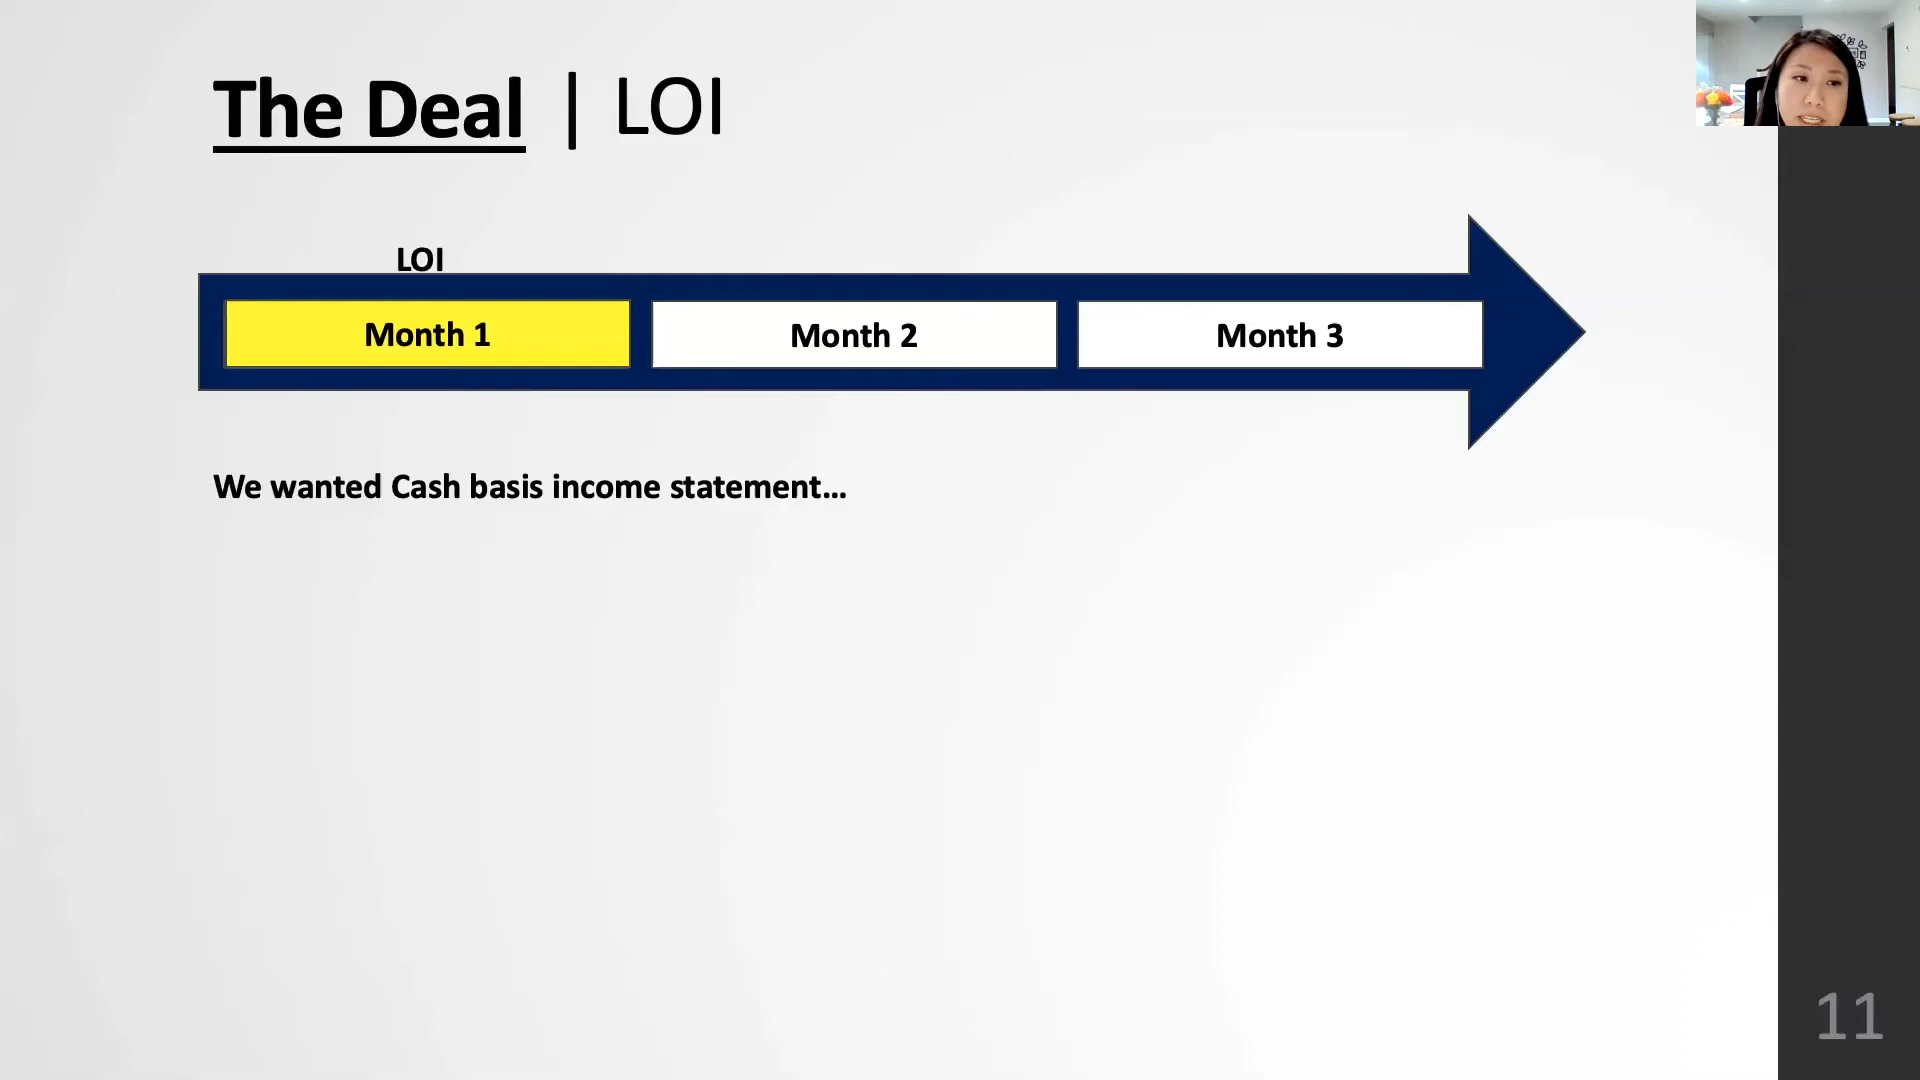 The Deal | LOI
LOI
Month 1
Month 2
Month 3
We wanted Cash basis income statement...
11